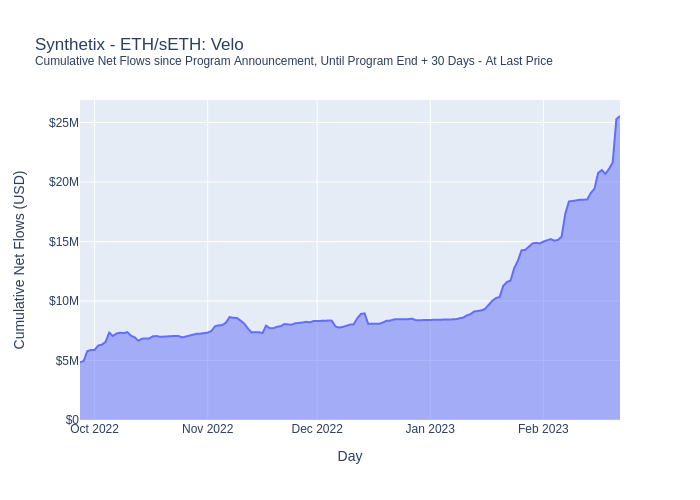 Synthetix - ETH/sETH: Velo
Cumulative Net Flows since Program Announcement, Until Program End + 30 Days - At Last Price
Cumulative Net Flows (USD)
$25M
$20M
$15M
$10M
$5M
$0
Oct 2022
Nov 2022
Dec 2022
Jan 2023
Feb 2023
Day